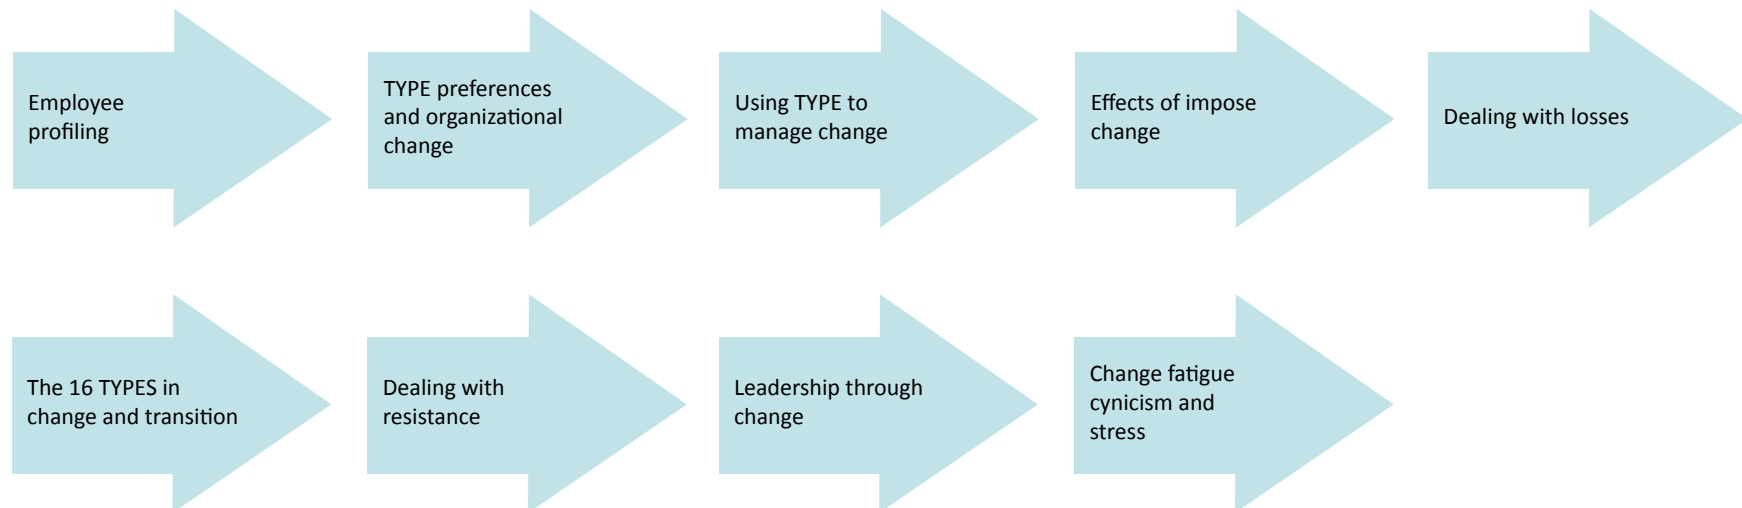 Employee
profiling
TYPE preferences
and organizational
change
Using TYPE to
manage change
Effects of impose
change
Dealing with losses
The 16 TYPES in
change and transition
Dealing with
resistance
Leadership through
change
Change fatigue
cynicism and
stress